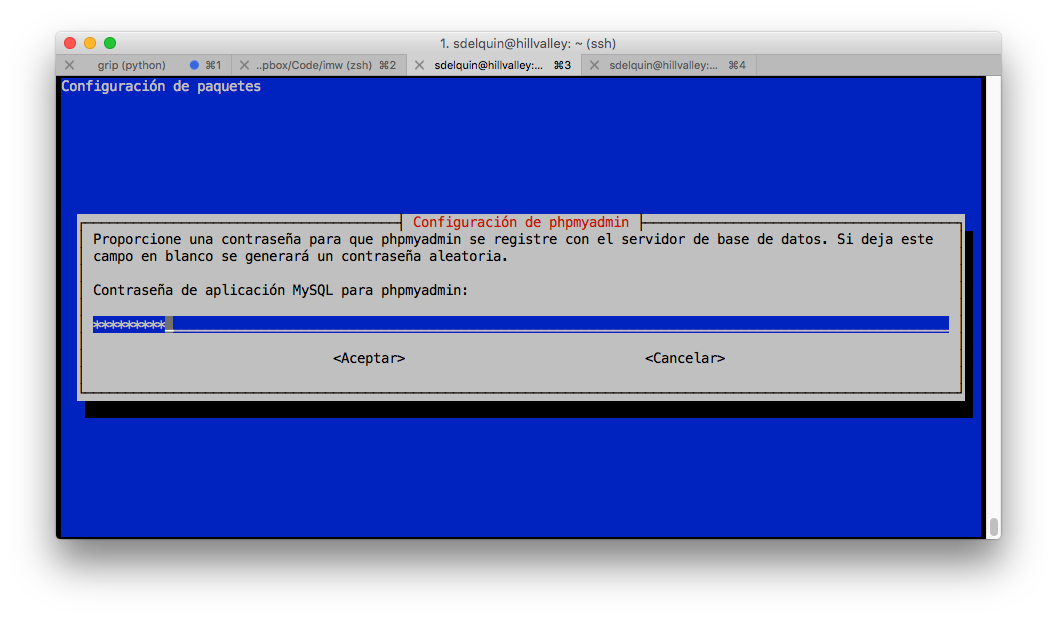 1. sdelquin@hillvalley: ~ (ssh)
grip (python) ⌘1 ..pbox/Code/imw (zsh) ⌘2 sdelquin@hillvalley:... ⌘3 sdelquin@hillvalley:... ⌘4
Configuración de paquetes
Configuración de phpmyadmin
Proporcione una contraseña para que phpmyadmin se registre con el servidor de base de datos. Si deja este
campo en blanco se generará un contraseña aleatoria.
Contraseña de aplicación MySQL para phpmyadmin:
*********
<Aceptar> <Cancelar>